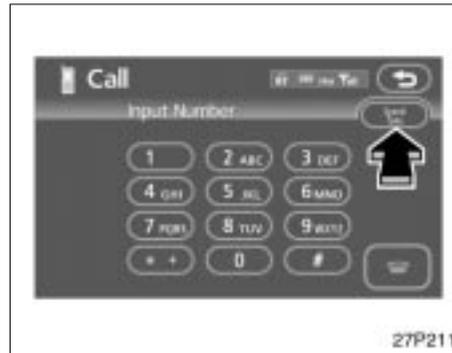 Call
Input Number
1 2 ABC 3 DEF
4 GHI 5 JKL 6 MNO
7 PQRS 8 TUV 9 WXYZ
* + 0 #
27P211